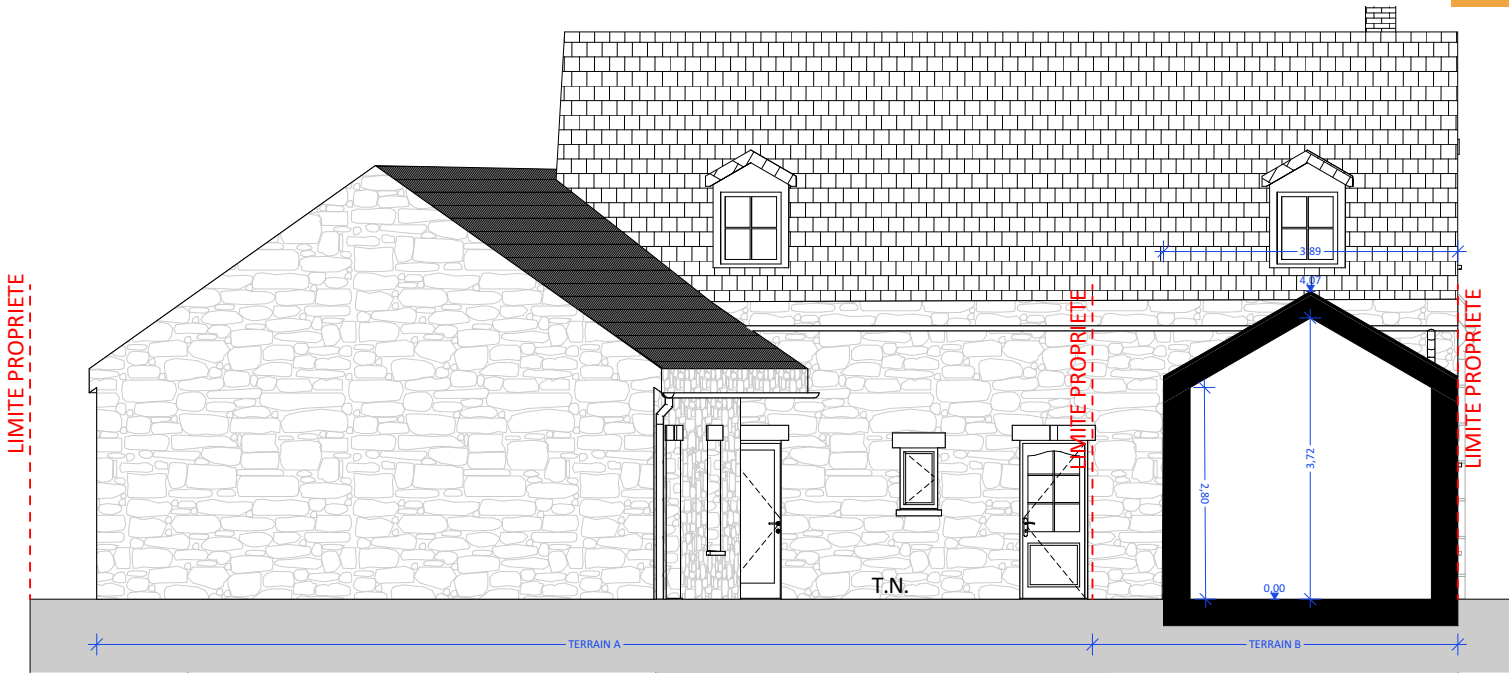 LIMITE PROPRIETE
LIMITE PROPRIETE
LIMITE PROPRIETE
3,89
4,07
3,72
2,80
0,00
T.N.
TERRAIN A
TERRAIN B